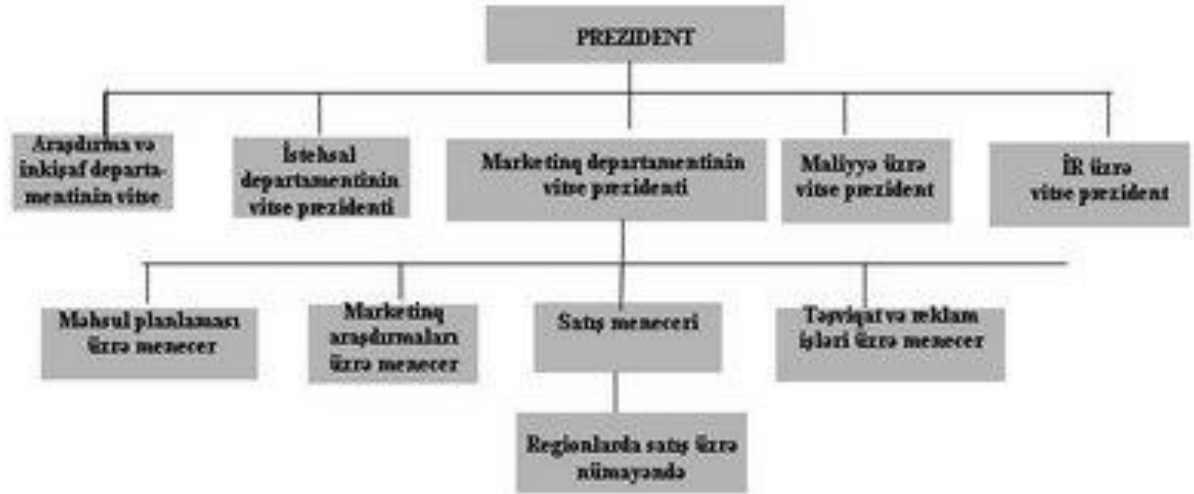 PREZIDENT
Araşdırma və
inkişaf departa-
mentinin vitse
İstehsal
departamentinin
vitse prezidenti
Marketinq departamentinin
vitse prezidenti
Maliyyə üzrə
vitse prezident
İR üzrə
vitse prezident
Məhsul planlaması
üzrə menecer
Marketinq
araşdırmaları
üzrə menecer
Satış meneceri
Təşviqat və reklam
işləri üzrə menecer
Regionlarda satış üzrə
nümayəndə